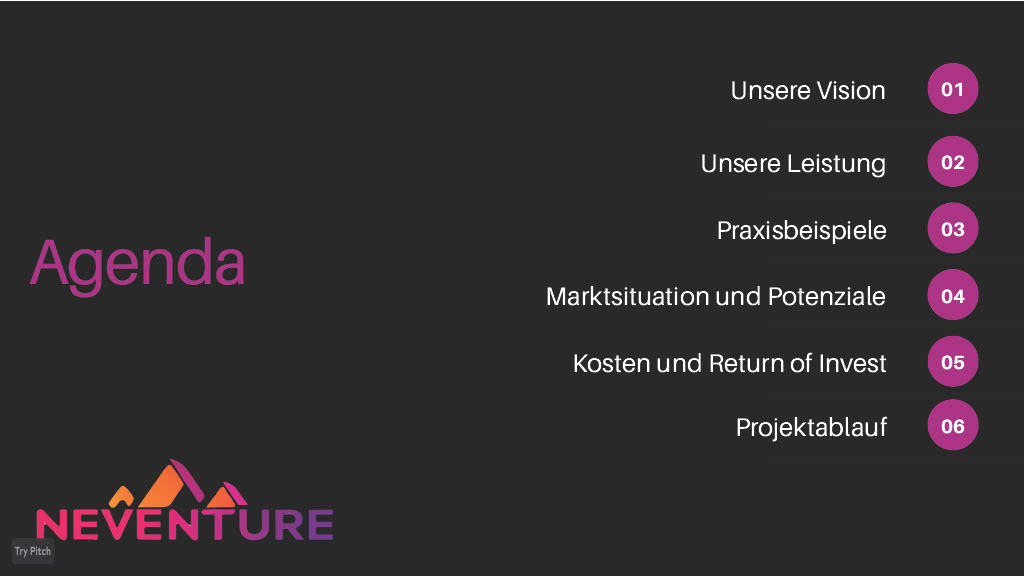 Agenda
Unsere Vision 01
Unsere Leistung 02
Praxisbeispiele 03
Marktsituation und Potenziale 04
Kosten und Return of Invest 05
Projektablauf 06
NEVENTURE
Try Pitch